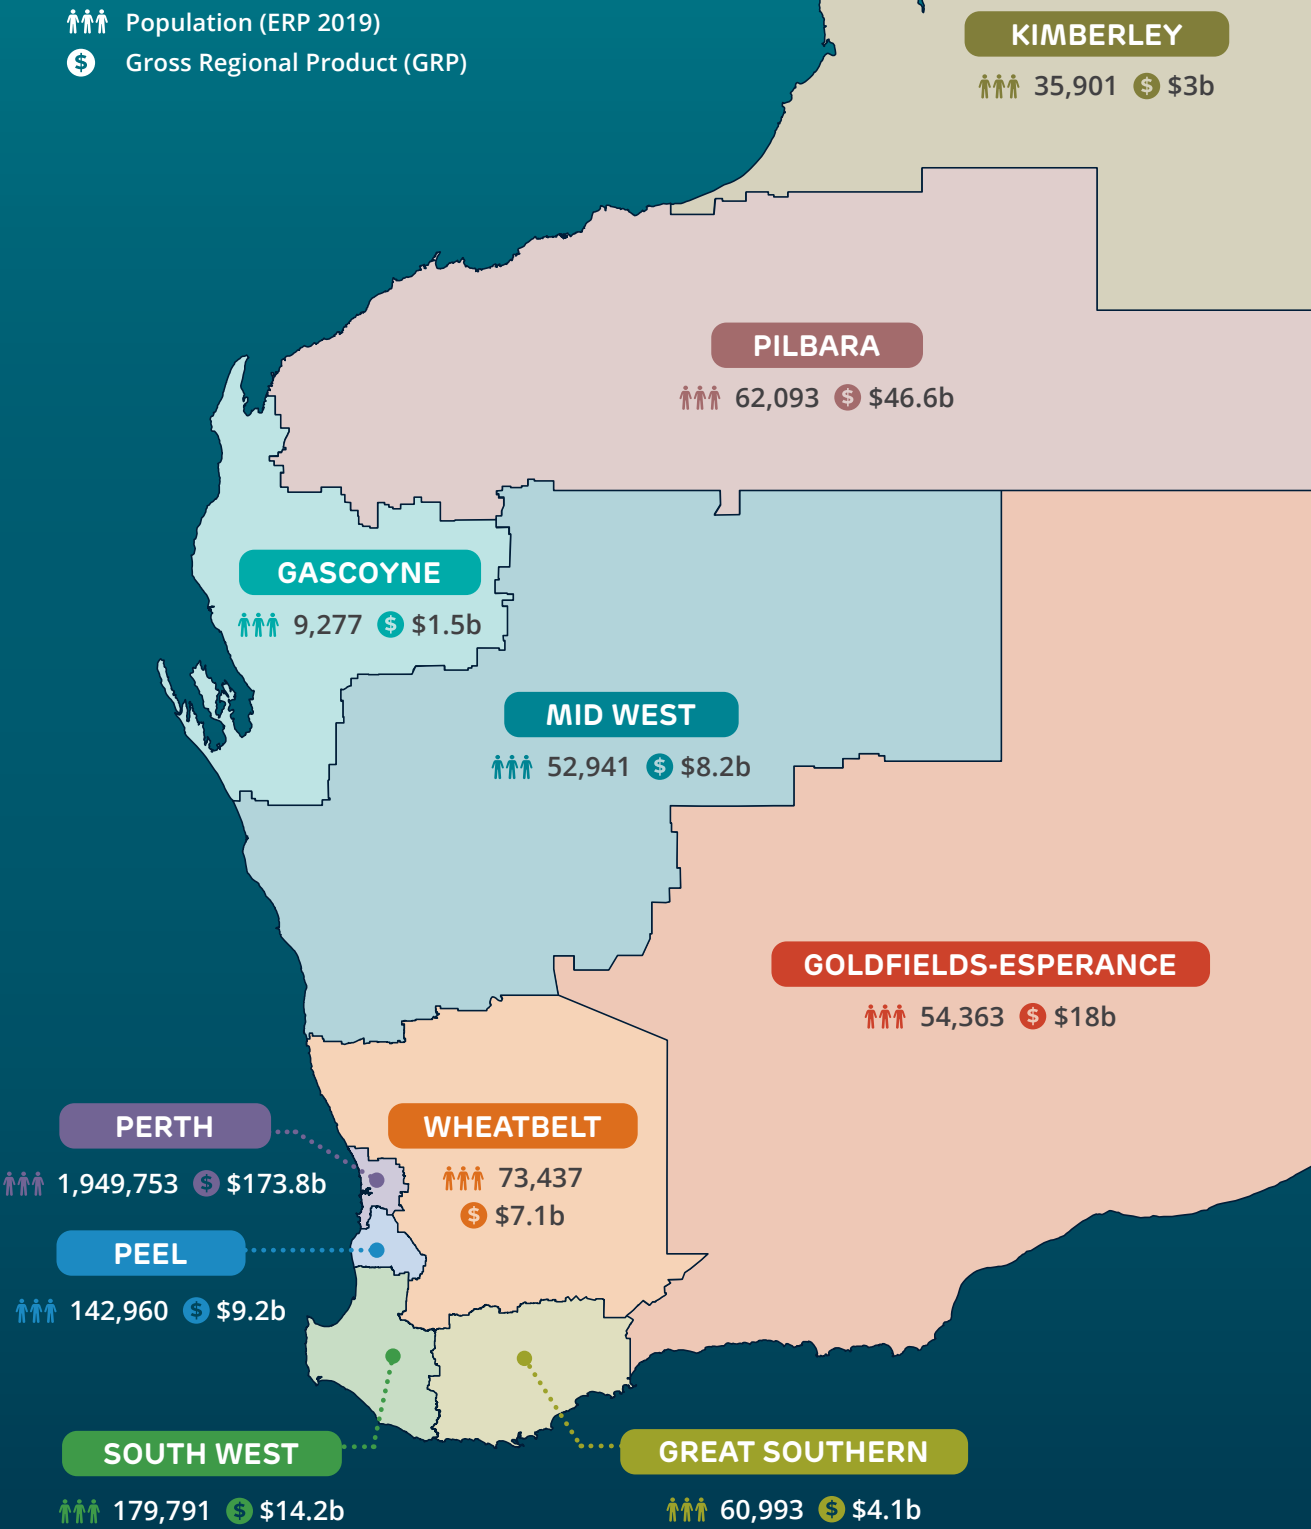 Population (ERP 2019)
$ Gross Regional Product (GRP)
KIMBERLEY
35,901 $ $3b
PILBARA
62,093 $ $46.6b
GASCOYNE
9,277 $ $1.5b
MID WEST
52,941 $ $8.2b
GOLDFIELDS-ESPERANCE
54,363 $ $18b
PERTH
1,949,753 $ $173.8b
WHEATBELT
73,437
$ $7.1b
PEEL
142,960 $ $9.2b
SOUTH WEST
179,791 $ $14.2b
GREAT SOUTHERN
60,993 $ $4.1b